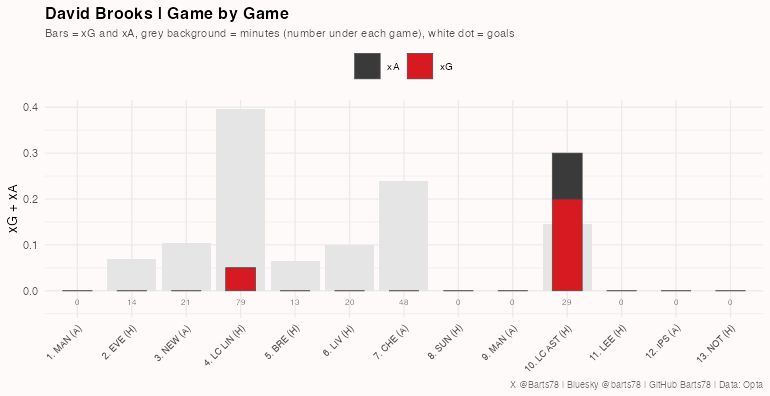 David Brooks | Game by Game
Bars = xG and xA, grey background = minutes (number under each game), white dot = goals
xA xG
xG + xA
0.4
0.3
0.2
0.1
0.0
0 14 21 79 13 20 48 0 0 29 0 0 0
1. MAN (A)
2. EVE (H)
3. NEW (A)
4. LC LIN (H)
5. BRE (H)
6. LIV (H)
7. CHE (A)
8. SUN (H)
9. MAN (A)
10. LC AST (H)
11. LEE (H)
12. IPS (A)
13. NOT (H)
X @Barts78 | Bluesky @barts78 | GitHub Barts78 | Data: Opta